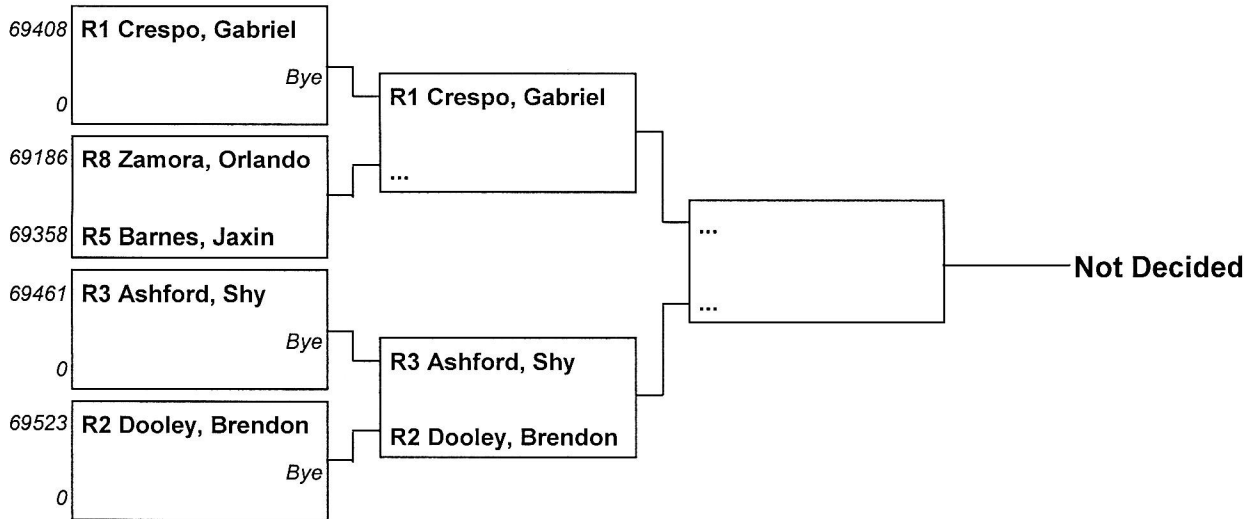 69408 R1 Crespo, Gabriel
Bye
0
69186 R8 Zamora, Orlando
69358 R5 Barnes, Jaxin
69461 R3 Ashford, Shy
Bye
0
69523 R2 Dooley, Brendon
Bye
0
R1 Crespo, Gabriel
...
R3 Ashford, Shy
R2 Dooley, Brendon
...
...
Not Decided